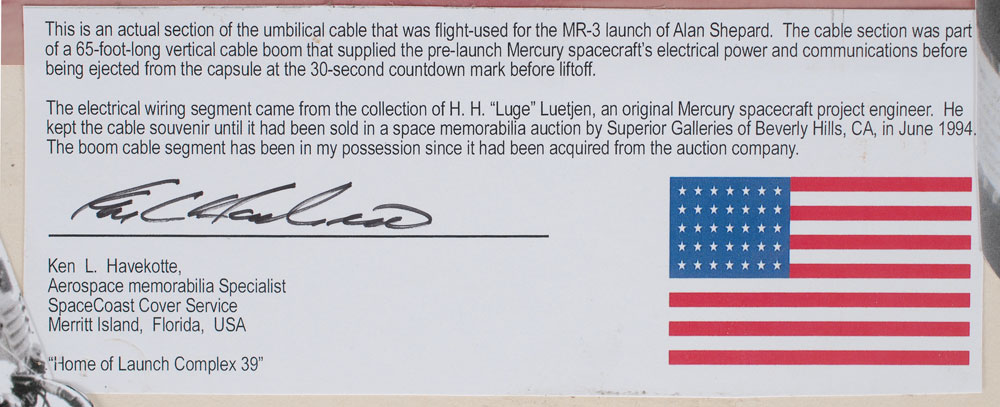 This is an actual section of the umbilical cable that was flight-used for the MR-3 launch of Alan Shepard.  The cable section was part
of a 65-foot-long vertical cable boom that supplied the pre-launch Mercury spacecraft's electrical power and communications before
being ejected from the capsule at the 30-second countdown mark before liftoff.
The electrical wiring segment came from the collection of H. H. "Luge" Luetjen, an original Mercury spacecraft project engineer.  He
kept the cable souvenir until it had been sold in a space memorabilia auction by Superior Galleries of Beverly Hills, CA, in June 1994.
The boom cable segment has been in my possession since it had been acquired from the auction company.
Ken  L.  Havekotte,
Aerospace memorabilia Specialist
SpaceCoast Cover Service
Merritt Island,  Florida,  USA
"Home of Launch Complex 39"